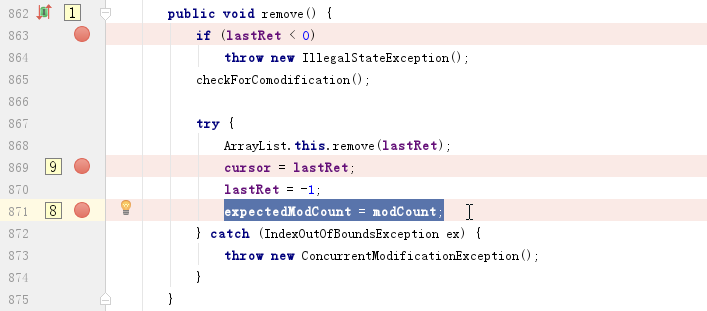 862 1 public void remove() {
863 if (lastRet < 0)
864 throw new IllegalStateException();
865 checkForComodification();
866
867 try {
868 ArrayList.this.remove(lastRet);
869 9 cursor = lastRet;
870 lastRet = -1;
871 8 expectedModCount = modCount;
872 } catch (IndexOutOfBoundsException ex) {
873 throw new ConcurrentModificationException();
874 }
875 }